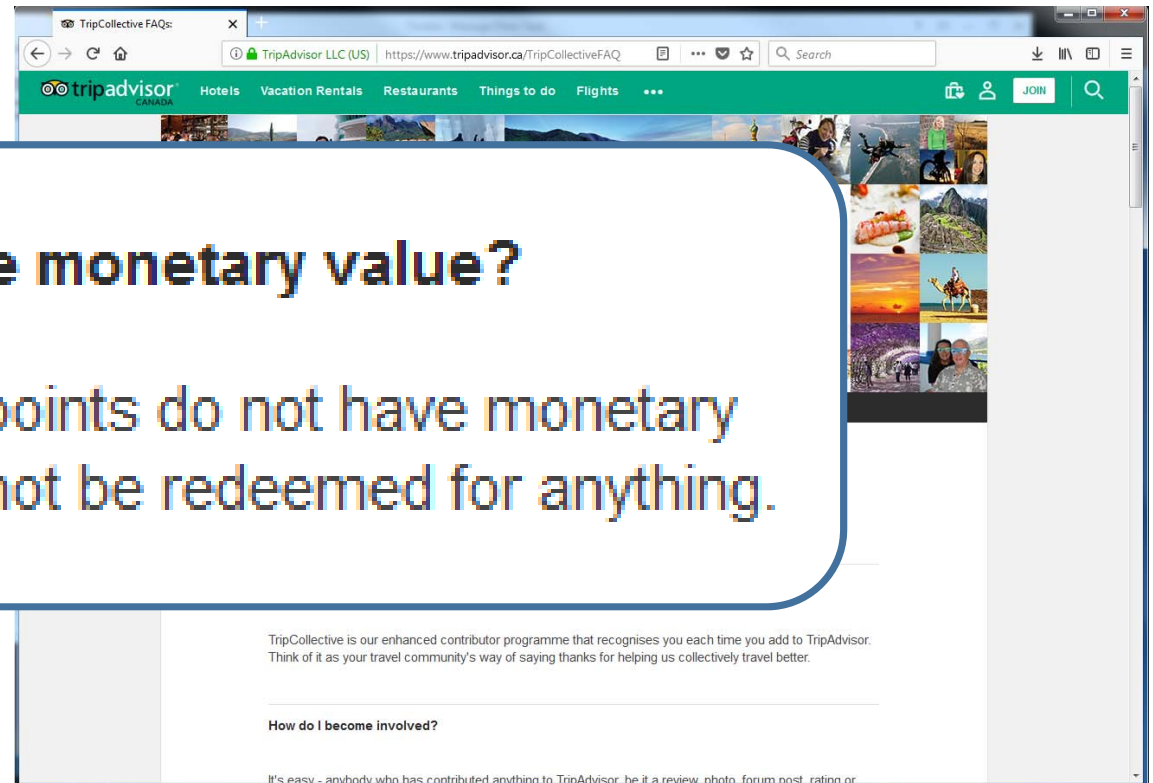 TripCollective FAQs:
TripAdvisor LLC (US) https://www.tripadvisor.ca/TripCollectiveFAQ Search
tripadvisor Hotels Vacation Rentals Restaurants Things to do Flights JOIN
CANADA
e monetary value?
points do not have monetary
not be redeemed for anything.
TripCollective is our enhanced contributor programme that recognises you each time you add to TripAdvisor.
Think of it as your travel community's way of saying thanks for helping us collectively travel better.
How do I become involved?
It's easy - anybody who has contributed anything to TripAdvisor, be it a review, photo, forum post, rating or